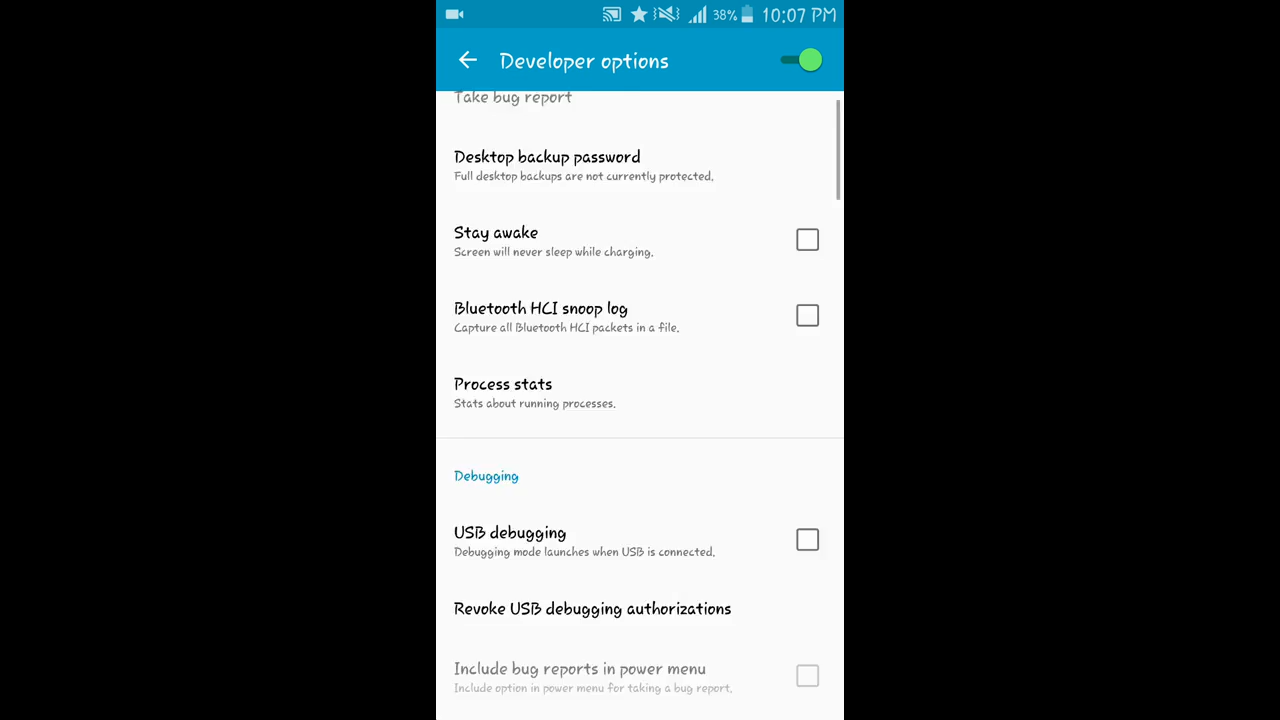 38% 10:07 PM
Developer options
Take bug report
Desktop backup password
Full desktop backups are not currently protected.
Stay awake
Screen will never sleep while charging.
Bluetooth HCI snoop log
Capture all Bluetooth HCI packets in a file.
Process stats
Stats about running processes.
Debugging
USB debugging
Debugging mode launches when USB is connected.
Revoke USB debugging authorizations
Include bug reports in power menu
Include option in power menu for taking a bug report.